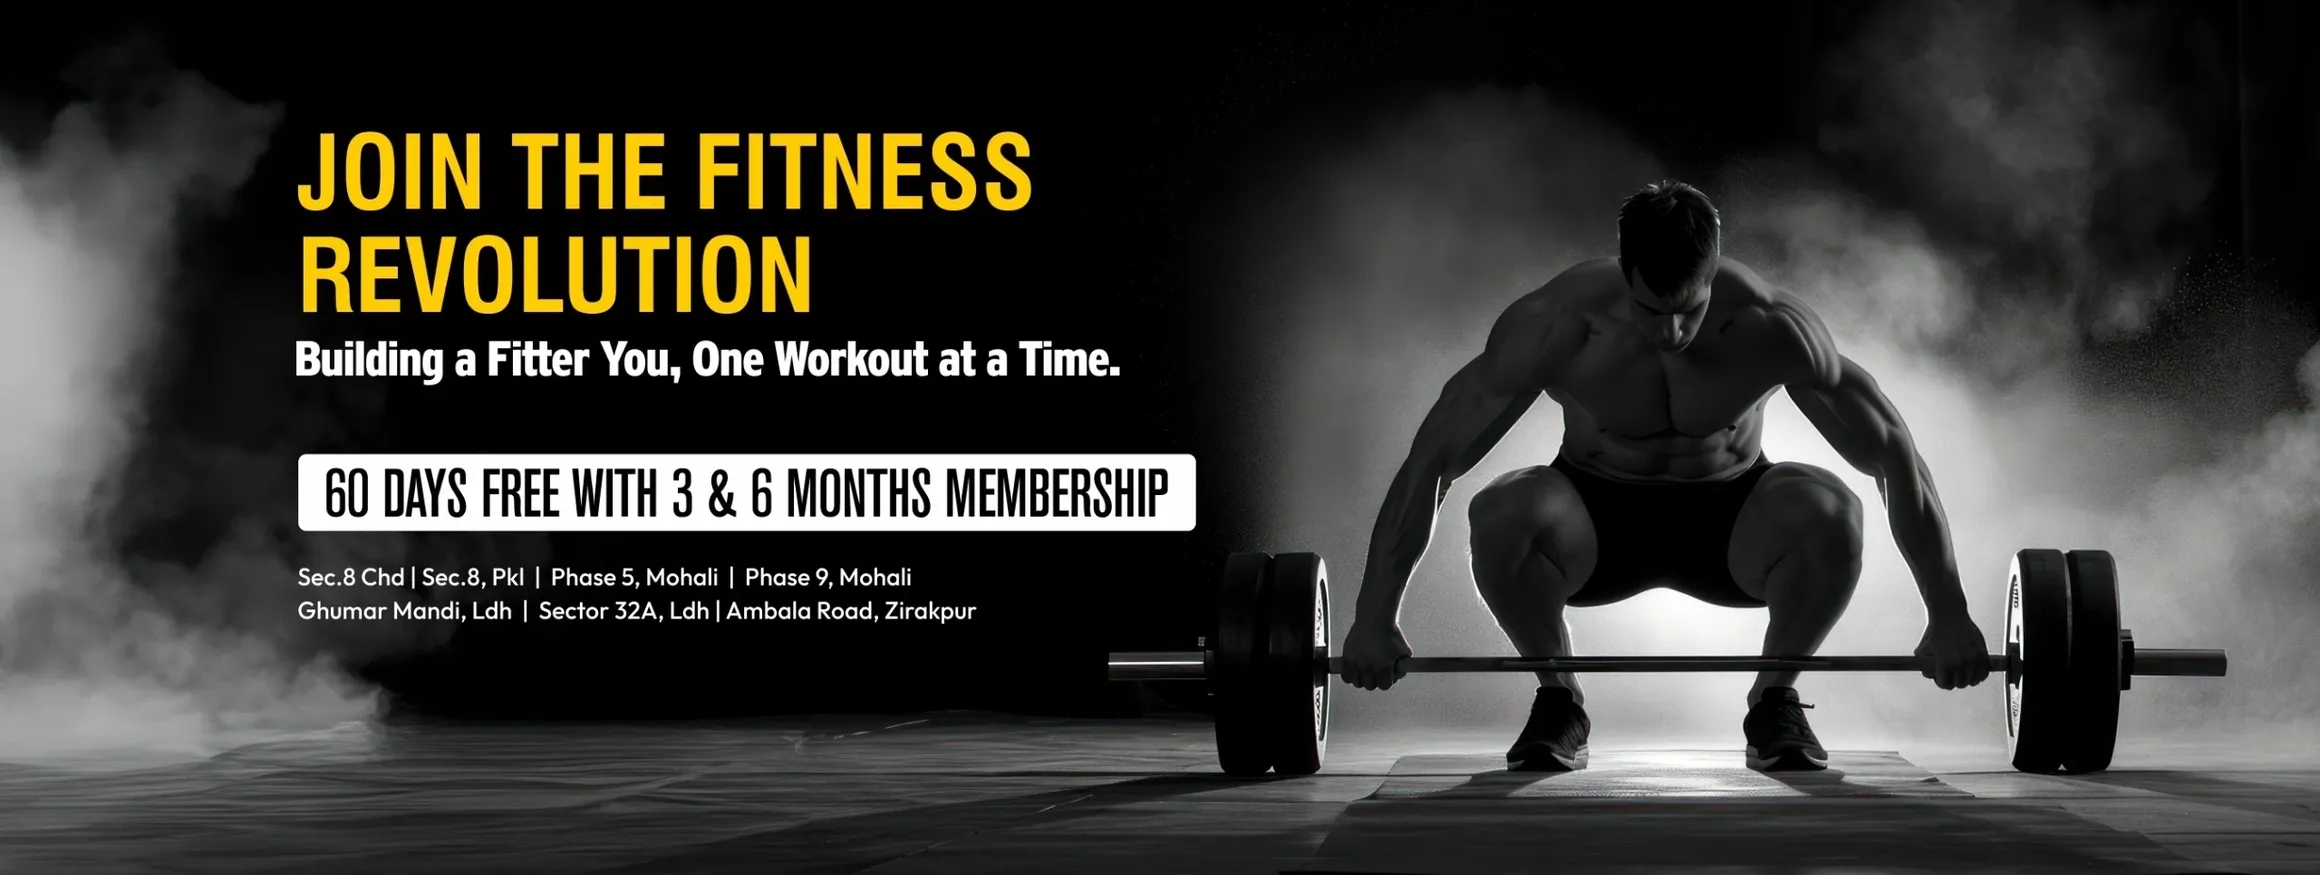 JOIN THE FITNESS
REVOLUTION
Building a Fitter You, One Workout at a Time.
60 DAYS FREE WITH 3 & 6 MONTHS MEMBERSHIP
Sec.8 Chd | Sec.8, Pkl | Phase 5, Mohali | Phase 9, Mohali
Ghumar Mandi, Ldh | Sector 32A, Ldh | Ambala Road, Zirakpur